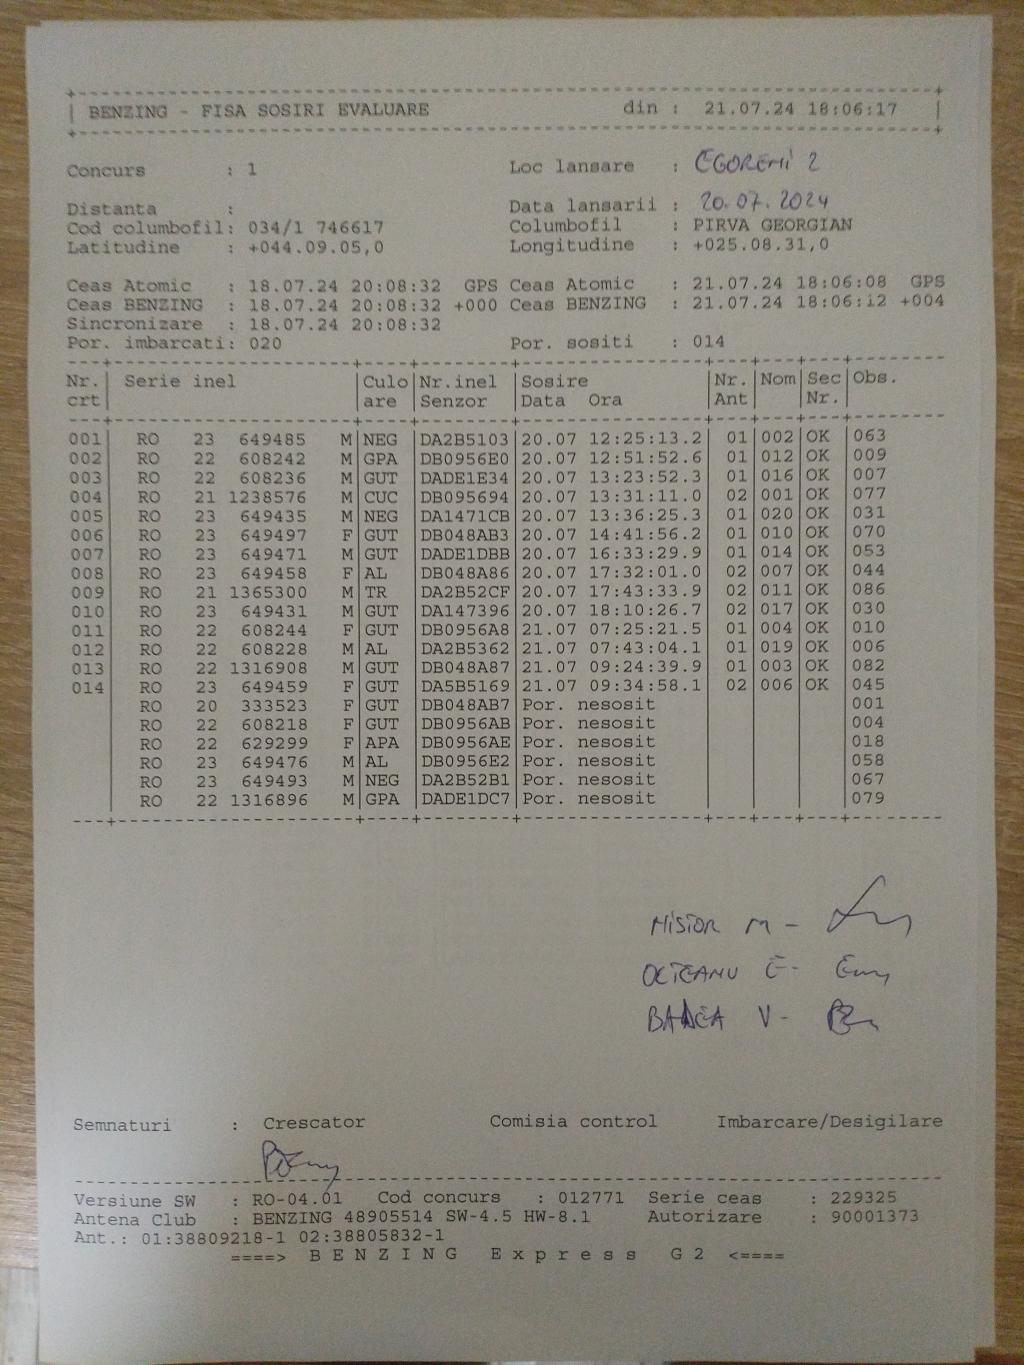 BENZING - FISA SOSIRI EVALUARE din : 21.07.24 18:06:17
Concurs : 1 Loc lansare : EGOREHI 2
Distanta : Data lansarii : 20.07.2024
Cod columbofil: 034/1 746617 Columbofil : PIRVA GEORGIAN
Latitudine : +044.09.05,0 Longitudine : +025.08.31,0
Ceas Atomic : 18.07.24 20:08:32 GPS Ceas Atomic : 21.07.24 18:06:08 GPS
Ceas BENZING : 18.07.24 20:08:32 +000 Ceas BENZING : 21.07.24 18:06:12 +004
Sincronizare : 18.07.24 20:08:32
Por. imbarcati: 020 Por. sositi : 014
Nr. Serie inel Culo Nr.inel Sosire Nr. Nom Sec Obs.
crt are Senzor Data Ora Ant Nr.
001 RO 23 649485 M NEG DA2B5103 20.07 12:25:13.2 01 002 OK 063
002 RO 22 608242 M GPA DB0956E0 20.07 12:51:52.6 01 012 OK 009
003 RO 22 608236 M GUT DADE1E34 20.07 13:23:52.3 01 016 OK 007
004 RO 21 1238576 M CUC DB095694 20.07 13:31:11.0 02 001 OK 077
005 RO 23 649435 M NEG DA1471CB 20.07 13:36:25.3 01 020 OK 031
006 RO 23 649497 F GUT DB048AB3 20.07 14:41:56.2 01 010 OK 070
007 RO 23 649471 M GUT DADE1DBB 20.07 16:33:29.9 01 014 OK 053
008 RO 23 649458 F AL DB048A86 20.07 17:32:01.0 02 007 OK 044
009 RO 21 1365300 M TR DA2B52CF 20.07 17:43:33.9 02 011 OK 086
010 RO 23 649431 M GUT DA147396 20.07 18:10:26.7 02 017 OK 030
011 RO 22 608244 F GUT DB0956A8 21.07 07:25:21.5 01 004 OK 010
012 RO 22 608228 M AL DA2B5362 21.07 07:43:04.1 01 019 OK 006
013 RO 22 1316908 M GUT DB048A87 21.07 09:24:39.9 01 003 OK 082
014 RO 23 649459 F GUT DA5B5169 21.07 09:34:58.1 02 006 OK 045
RO 20 333523 F GUT DB048AB7 Por. nesosit 001
RO 22 608218 F GUT DB0956AB Por. nesosit 004
RO 22 629299 F APA DB0956AE Por. nesosit 018
RO 23 649476 M AL DB0956E2 Por. nesosit 058
RO 23 649493 M NEG DA2B52B1 Por. nesosit 067
RO 22 1316896 M GPA DADE1DC7 Por. nesosit 079
NISTOR M -
OLTEANU E -
BADEA V -
Semnaturi : Crescator Comisia control Imbarcare/Desigilare
Versiune SW : RO-04.01 Cod concurs : 012771 Serie ceas : 229325
Antena Club : BENZING 48905514 SW-4.5 HW-8.1 Autorizare : 90001373
Ant.: 01:38809218-1 02:38805832-1
====> BENZING Express G2 <====